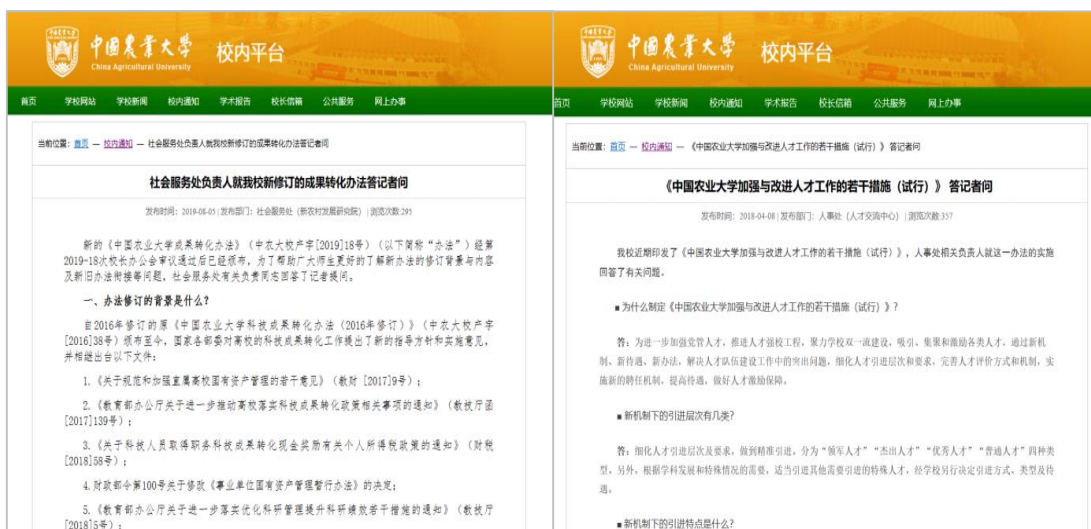 中国农业大学
China Agricultural University
校内平台
首页 学校网站 学校新闻 校内通知 学术报告 校长信箱 公共服务 网上办事
当前位置：首页 — 校内通知 — 社会服务处负责人就我校新修订的成果转化办法答记者问
社会服务处负责人就我校新修订的成果转化办法答记者问
发布时间：2019-08-05 | 发布部门：社会服务处（新农村发展研究院） | 浏览次数:295
新的《中国农业大学成果转化办法》（中农大校产字[2019]18号）（以下简称“办法”）经第
2019-18次校长办公会审议通过后已经颁布，为了帮助广大师生更好的了解新办法的修订背景与内容
及新旧办法衔接等问题，社会服务处有关负责同志回答了记者提问。
一、办法修订的背景是什么？
自2016年修订的原《中国农业大学科技成果转化办法（2016年修订）》（中农大校产字
[2016]38号）颁布至今，国家各部委对高校的科技成果转化工作提出了新的指导方针和实施意见，
并相继出台以下文件：
1.《关于规范和加强直属高校国有资产管理的若干意见》（教财［2017]9号）；
2.《教育部办公厅关于进一步推动高校落实科技成果转化政策相关事项的通知》（教技厅函
[2017]139号）；
3.《关于科技人员取得职务科技成果转化现金奖励有关个人所得税政策的通知》（财税
[2018]58号）；
4.财政部令第100号关于修改《事业单位国有资产管理暂行办法》的决定；
5.《教育部办公厅关于进一步落实优化科研管理提升科研绩效若干措施的通知》（教技厅
[2018]5号）；
中国农业大学
China Agricultural University
校内平台
首页 学校网站 学校新闻 校内通知 学术报告 校长信箱 公共服务 网上办事
当前位置：首页 — 校内通知 — 《中国农业大学加强与改进人才工作的若干措施（试行）》答记者问
《中国农业大学加强与改进人才工作的若干措施（试行）》 答记者问
发布时间：2018-04-08 | 发布部门：人事处（人才交流中心） | 浏览次数:357
我校近期印发了《中国农业大学加强与改进人才工作的若干措施（试行）》，人事处相关负责人就这一办法的实施
回答了有关问题。
■ 为什么制定《中国农业大学加强与改进人才工作的若干措施（试行）》？
答：为进一步加强党管人才，推进人才强校工程，聚力学校双一流建设，吸引、集聚和激励各类人才，通过新机
制、新待遇、新办法，解决人才队伍建设工作中的突出问题，细化人才引进层次和要求，完善人才评价方式和机制，实
施新的聘任机制，提高待遇，做好人才激励保障。
■ 新机制下的引进层次有几类？
答：细化人才引进层次及要求，做到精准引进，分为“领军人才”“杰出人才”“优秀人才”“普通人才”四种类
型，另外，根据学科发展和特殊情况的需要，适当引进其他需要引进的特殊人才，经学校另行决定引进方式、类型及待
遇。
■ 新机制下的引进特点是什么？